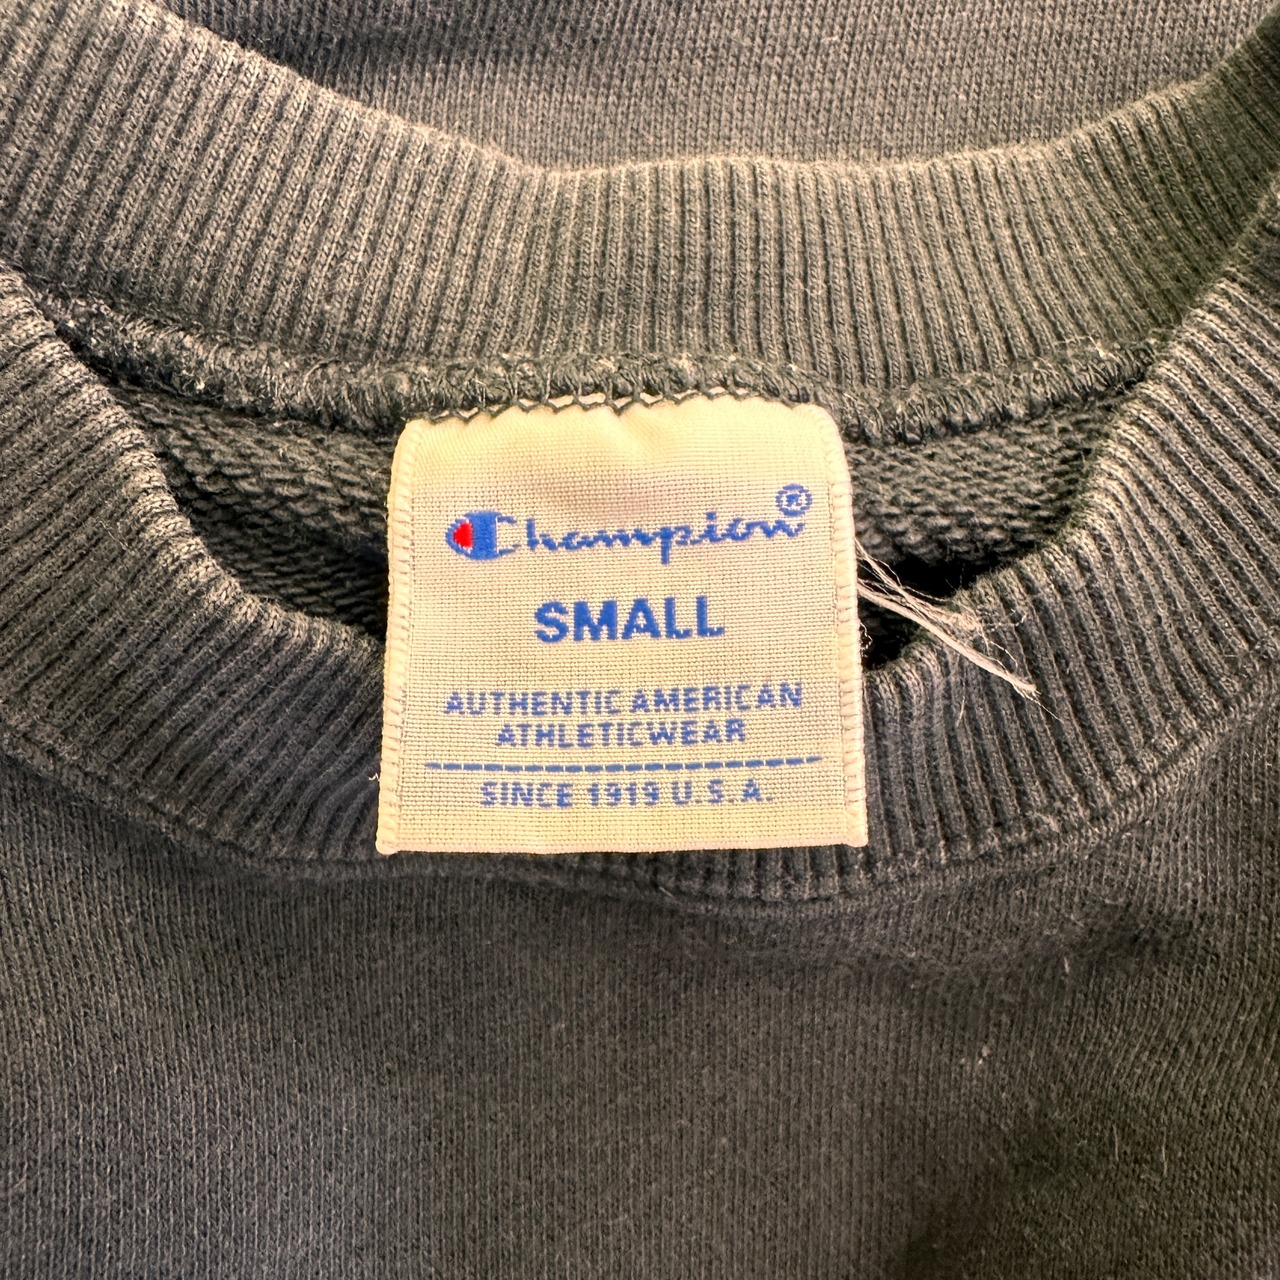 Champion®
SMALL
AUTHENTIC AMERICAN
ATHLETICWEAR
SINCE 1919 U.S.A.